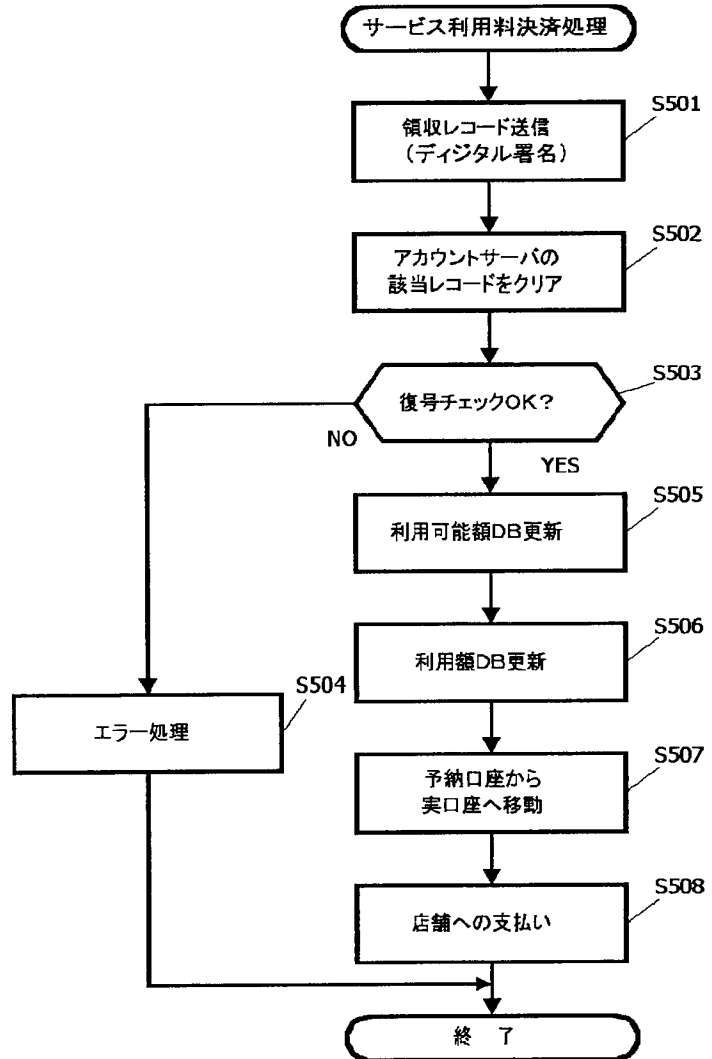 サービス利用料決済処理
S501
領収レコード送信
(ディジタル署名)
S502
アカウントサーバの
該当レコードをクリア
S503
復号チェックOK?
NO
YES
S505
利用可能額DB更新
S506
利用額DB更新
S504
エラー処理
S507
予納口座から
実口座へ移動
S508
店舗への支払い
終 了